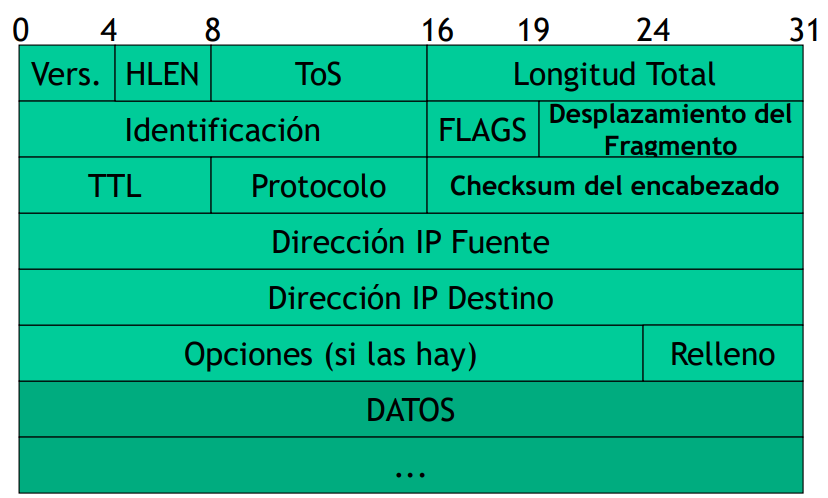 0 4 8 16 19 24 31
Vers. HLEN ToS Longitud Total
Identificación FLAGS Desplazamiento del
Fragmento
TTL Protocolo Checksum del encabezado
Dirección IP Fuente
Dirección IP Destino
Opciones (si las hay) Relleno
DATOS
...